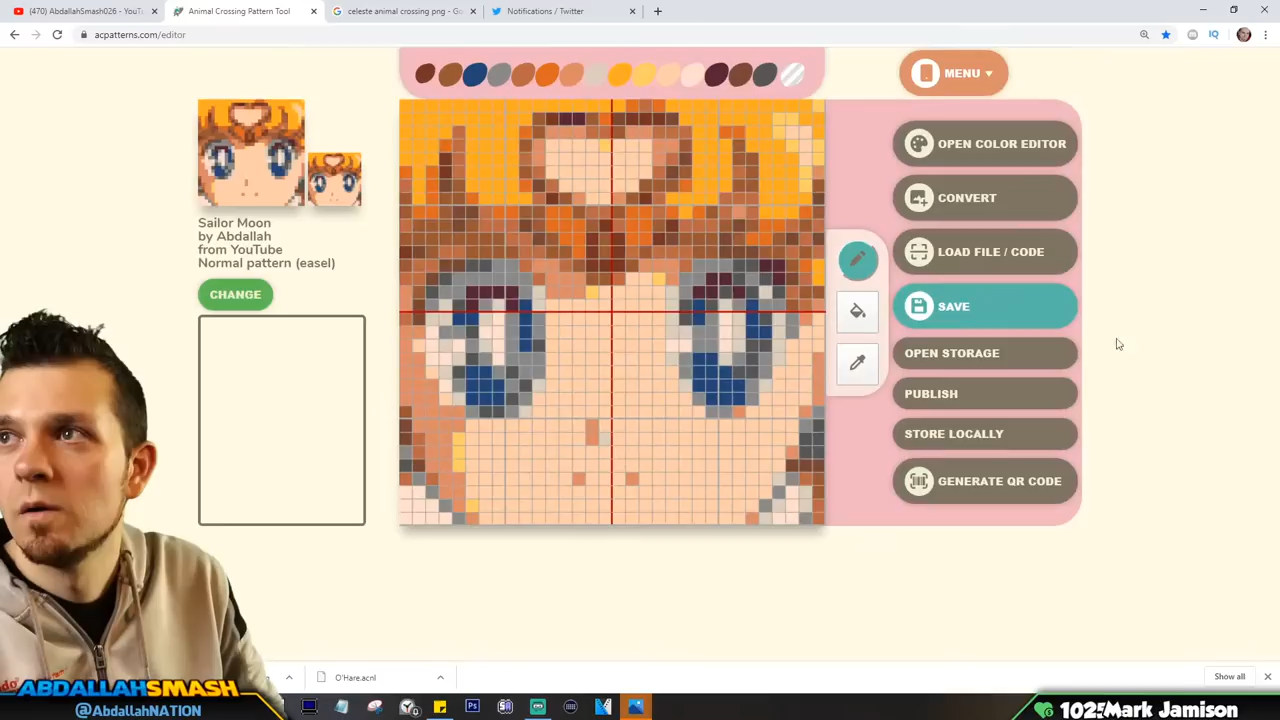 (470) AbdallahSmash026 - YouTu
Animal Crossing Pattern Tool
celeste animal crossing png - Go
Notifications / Twitter
acpatterns.com/editor
IQ
MENU
OPEN COLOR EDITOR
CONVERT
LOAD FILE / CODE
SAVE
OPEN STORAGE
PUBLISH
STORE LOCALLY
GENERATE QR CODE
Sailor Moon
by Abdallah
from YouTube
Normal pattern (easel)
CHANGE
O'Hare.acnl
Show all
ABDALLAHSMASH
@AbdallahNATION
Mark Jamison